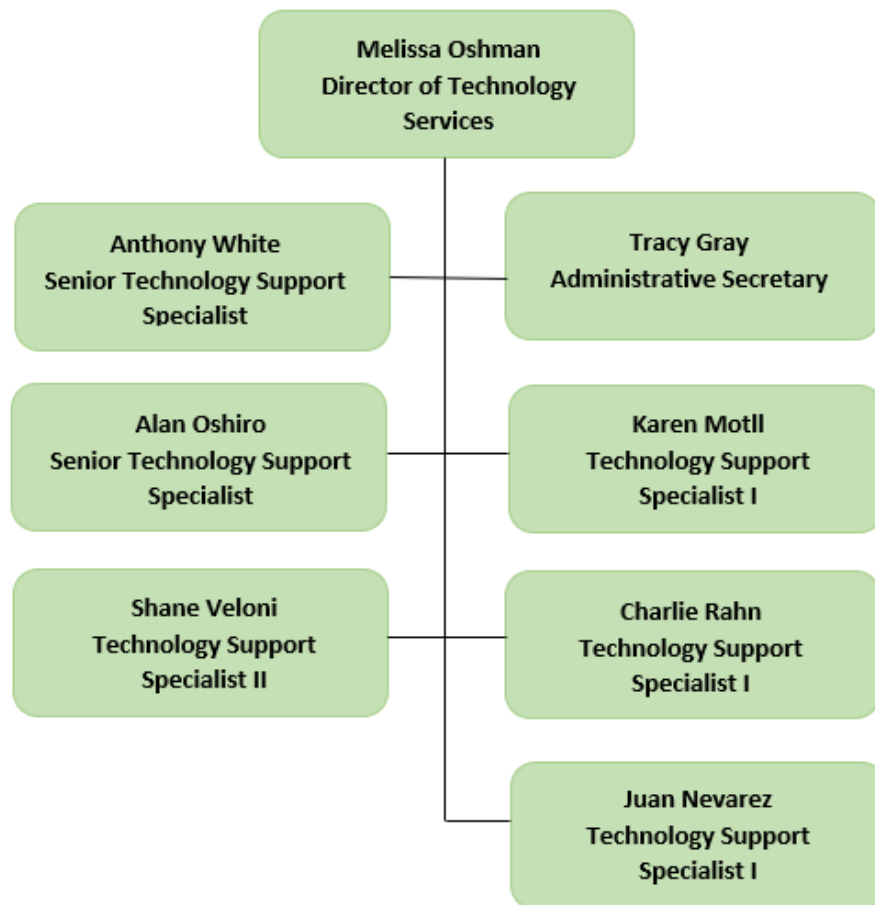 Melissa Oshman
Director of Technology
Services
Anthony White
Senior Technology Support
Specialist
Tracy Gray
Administrative Secretary
Alan Oshiro
Senior Technology Support
Specialist
Karen Motll
Technology Support
Specialist I
Shane Veloni
Technology Support
Specialist II
Charlie Rahn
Technology Support
Specialist I
Juan Nevarez
Technology Support
Specialist I